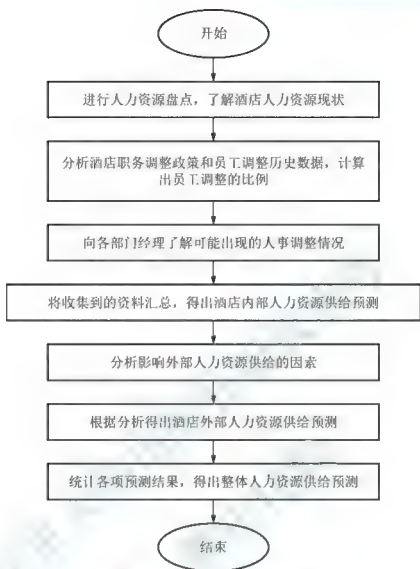 开始
进行人力资源盘点，了解酒店人力资源现状
分析酒店职务调整政策和员工调整历史数据，计算
出员工调整的比例
向各部门经理了解可能出现的人事调整情况
将收集到的资料汇总，得出酒店内部人力资源供给预测
分析影响外部人力资源供给的因素
根据分析得出酒店外部人力资源供给预测
统计各项预测结果，得出整体人力资源供给预测
结束